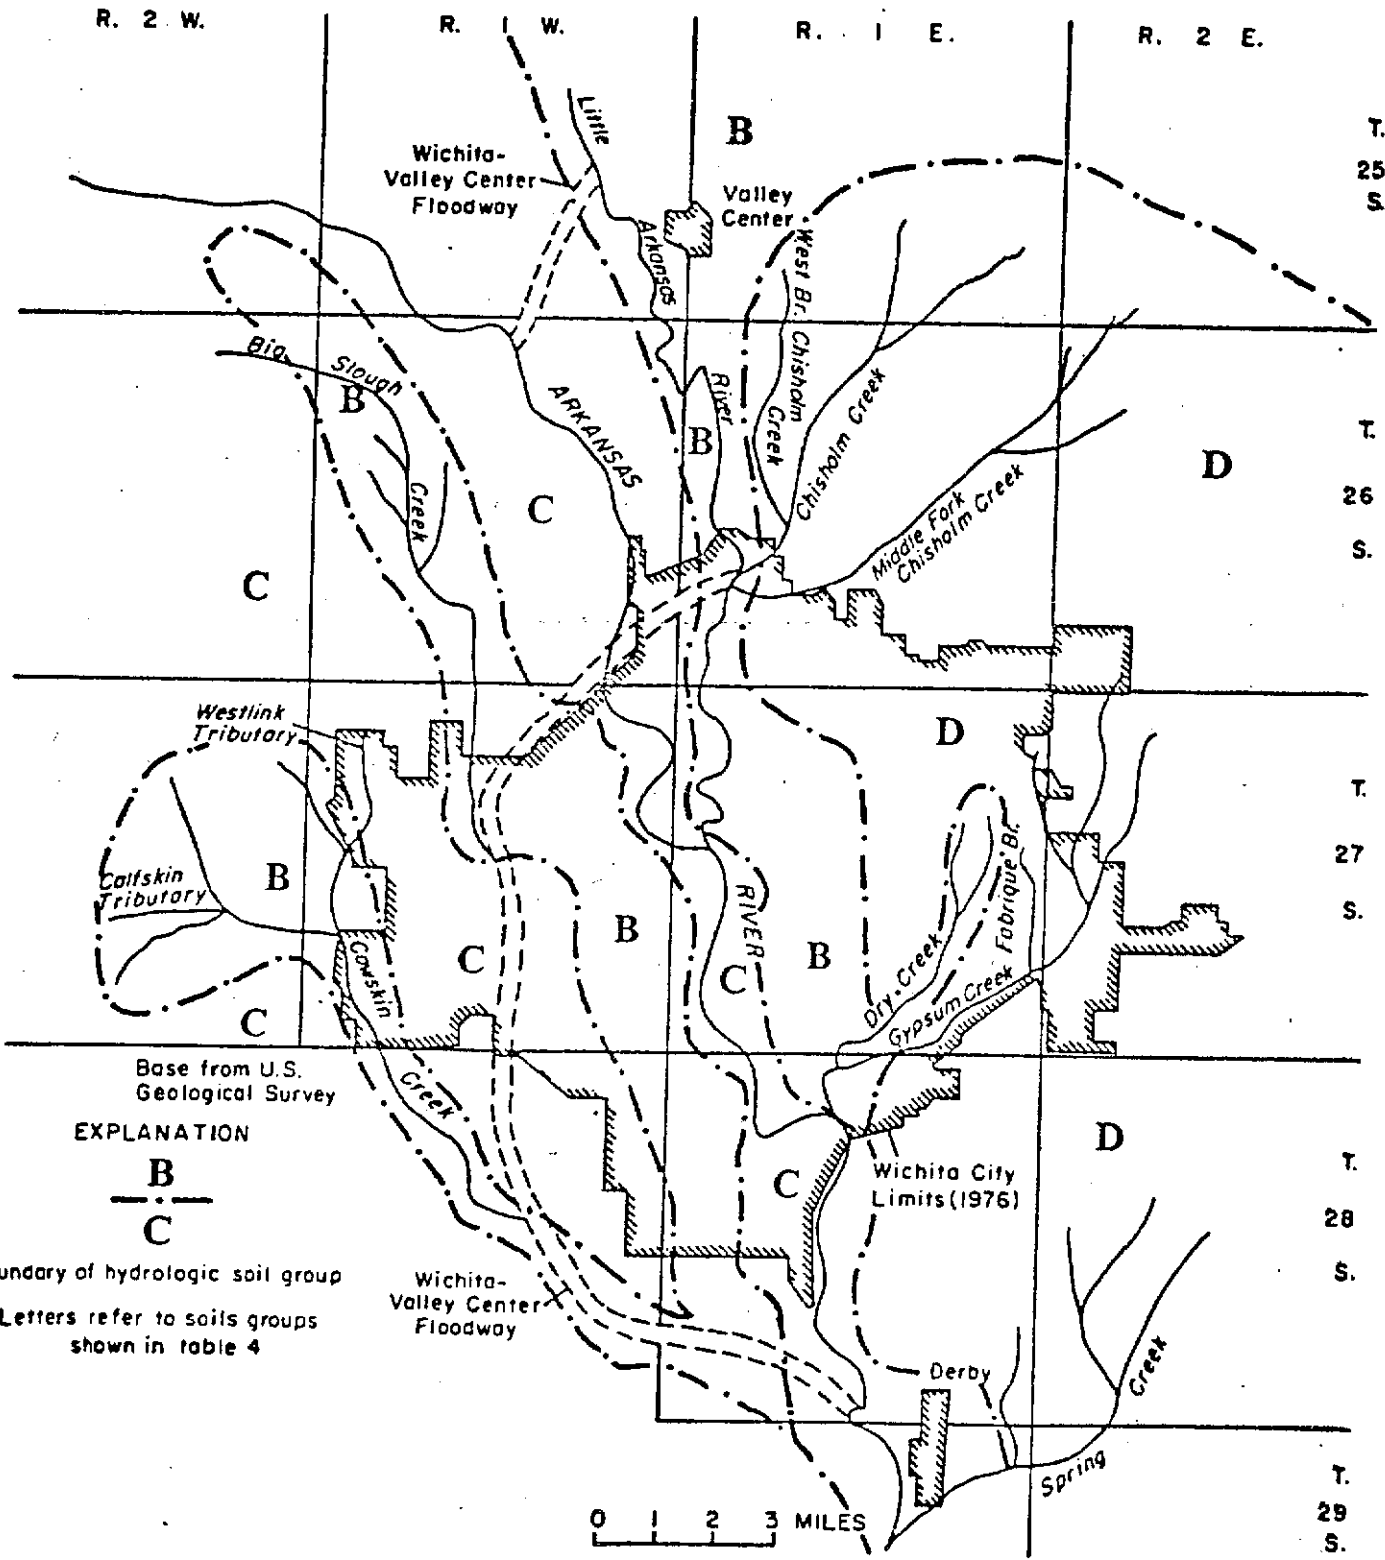 R. 2 W.
R. 1 W.
R. 1 E.
R. 2 E.
T.
25
S.
B
Little
Wichita-
Valley Center
Floodway
Valley
Center
Arkansas
West Br. Chisholm
Creek
Big
Slough
Creek
B
ARKANSAS
River
B
Chisholm Creek
Middle Fork
Chisholm Creek
D
T.
26
S.
C
C
Westlink
Tributary
D
T.
27
S.
Calfskin
Tributary
B
Cowskin
Creek
C
B
RIVER
C
B
Dry Creek
Fabrique Br.
Gypsum Creek
C
Base from U.S.
Geological Survey
EXPLANATION
B
C
undary of hydrologic soil group
Letters refer to soils groups
shown in table 4
Wichita-
Valley Center
Floodway
C
Wichita City
Limits (1976)
D
T.
28
S.
Derby
Spring
Creek
0 1 2 3 MILES
T.
29
S.